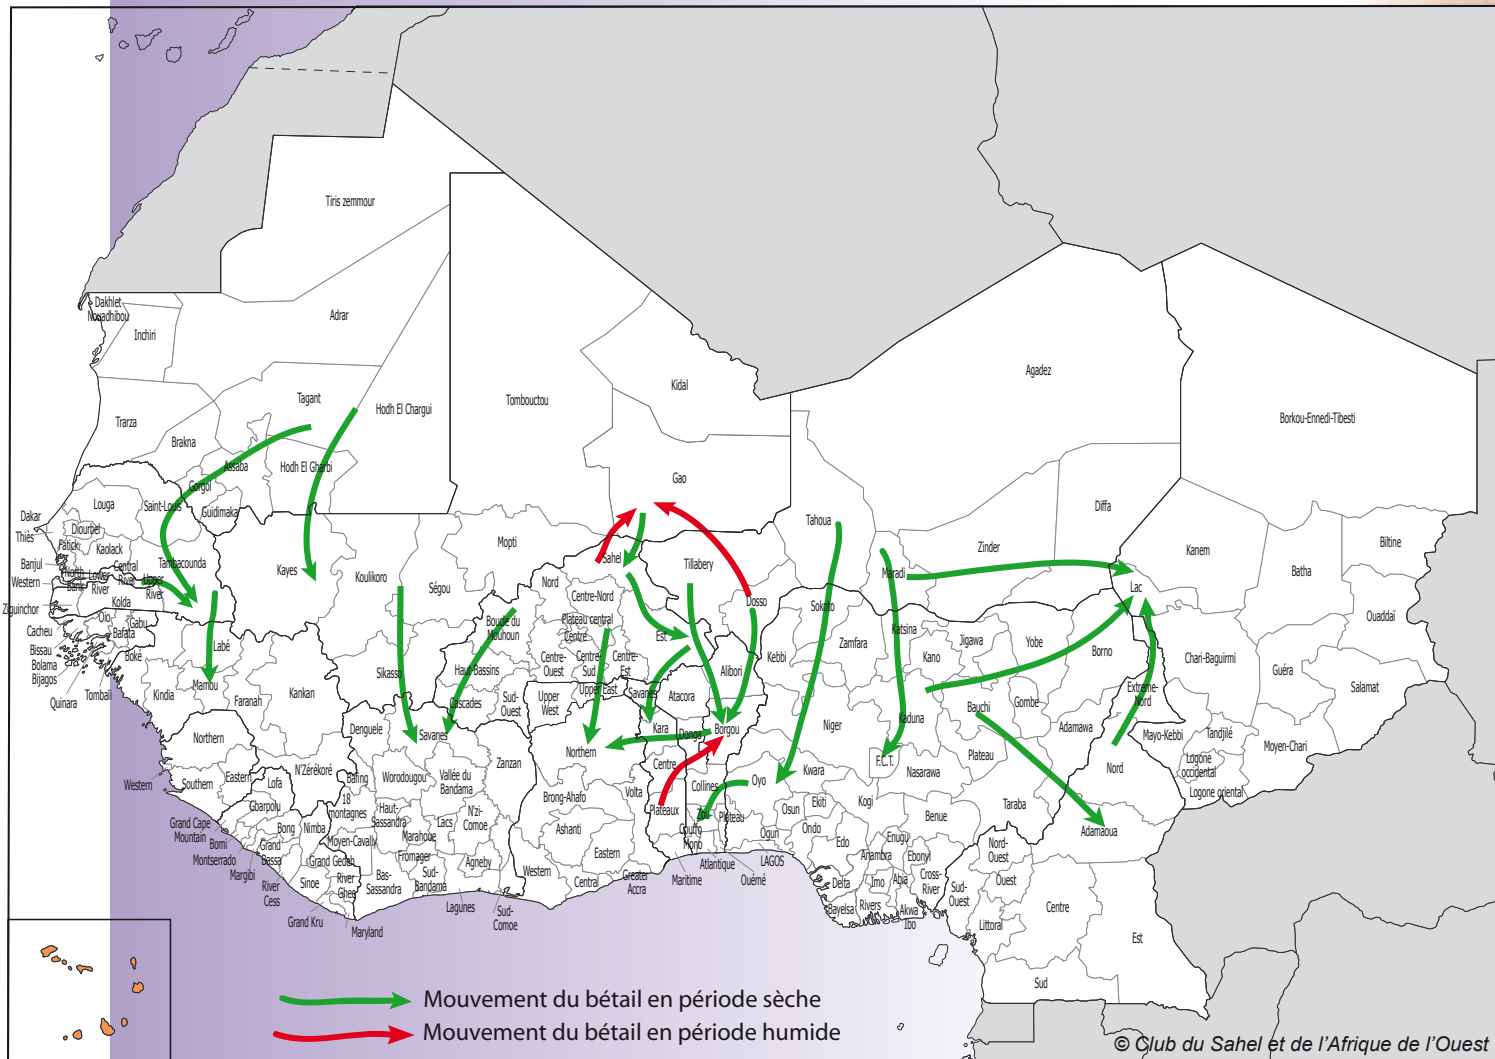 Tiris zemmour
Dakhlet
Nouadhibou
Inchiri
Adrar
Kidal
Agadez
Tagant
Hodh El Chargui
Tombouctou
Borkou-Ennedi-Tibesti
Trarza
Brakna
Assaba
Hodh El Gharbi
Gorgol
Guidimaka
Gao
Louga
Saint-Louis
Dakar
Thiès
Diourbel
Fatick
Kaolack
Tambacounda
Banjul
Western
North
Bank
Lower
River
Central
River
Upper
River
Kolda
Ziguinchor
Oio
Gabu
Bafata
Cacheu
Bissau
Bolama
Bijagos
Quinara
Tombali
Boké
Kayes
Koulikoro
Ségou
Mopti
Sikasso
Sahel
Nord
Centre-Nord
Plateau central
Centre
Boucle du
Mouhoun
Est
Haut-Bassins
Centre-
Ouest
Centre-
Sud
Centre-
Est
Cascades
Sud-
Ouest
Tahoua
Tillabery
Dosso
Maradi
Zinder
Diffa
Kanem
Batha
Biltine
Ouaddaï
Lac
Chari-Baguirmi
Guéra
Salamat
Mayo-Kebbi
Tandjilé
Logone
occidental
Logone oriental
Moyen-Chari
Labé
Mamou
Kindia
Faranah
Kankan
N'Zérékoré
Northern
Western
Southern
Eastern
Lofa
Gbarpolu
Grand Cape
Mountain
Bomi
Montserrado
Margibi
Bong
Nimba
Grand
Bassa
River
Cess
Grand Gedeh
River
Ghee
Sinoe
Grand Kru
Maryland
Denguele
Savanes
Bafing
Worodougou
Vallée du
Bandama
Zanzan
18
montagnes
Haut-
Sassandra
Marahoue
Lacs
N'zi-
Comoe
Moyen-Cavally
Fromager
Bas-
Sassandra
Sud-
Bandama
Agneby
Lagunes
Sud-
Comoe
Upper
West
Upper East
Northern
Brong-Ahafo
Volta
Ashanti
Eastern
Western
Central
Greater
Accra
Savanes
Kara
Centre
Plateaux
Maritime
Alibori
Atacora
Borgou
Donga
Collines
Zou
Plateau
Couffo
Mono
Atlantique
Ouémé
Sokoto
Kebbi
Zamfara
Katsina
Kano
Jigawa
Yobe
Borno
Niger
Kaduna
Bauchi
Gombe
Adamawa
F.C.T.
Plateau
Nasarawa
Kwara
Oyo
Osun
Ekiti
Kogi
Benue
Taraba
Ogun
Ondo
Edo
Enugu
Anambra
Ebonyi
LAGOS
Delta
Imo
Abia
Cross-
River
Bayelsa
Rivers
Akwa
Ibo
Extrême-
Nord
Nord
Adamaoua
Nord-
Ouest
Ouest
Sud-
Ouest
Littoral
Centre
Est
Sud
Mouvement du bétail en période sèche
Mouvement du bétail en période humide
© Club du Sahel et de l'Afrique de l'Ouest